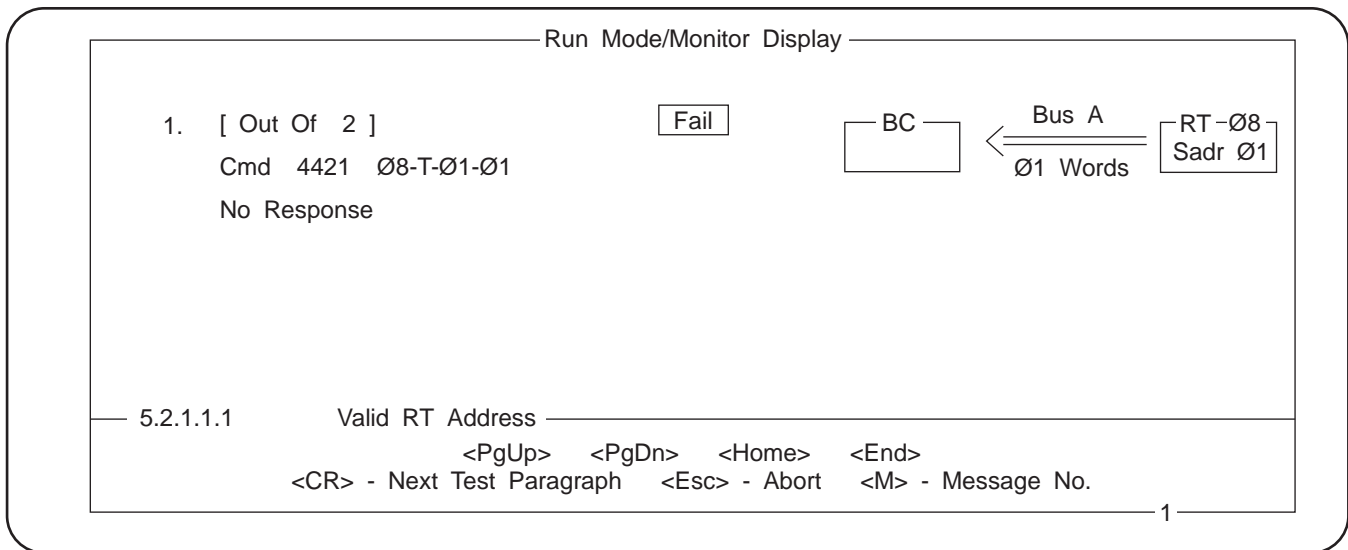 Run Mode/Monitor Display
1. [ Out Of 2 ] Fail BC Bus A RT-Ø8
Cmd 4421 Ø8-T-Ø1-Ø1 Ø1 Words Sadr Ø1
No Response
5.2.1.1.1 Valid RT Address
<PgUp> <PgDn> <Home> <End>
<CR> - Next Test Paragraph <Esc> - Abort <M> - Message No.
1